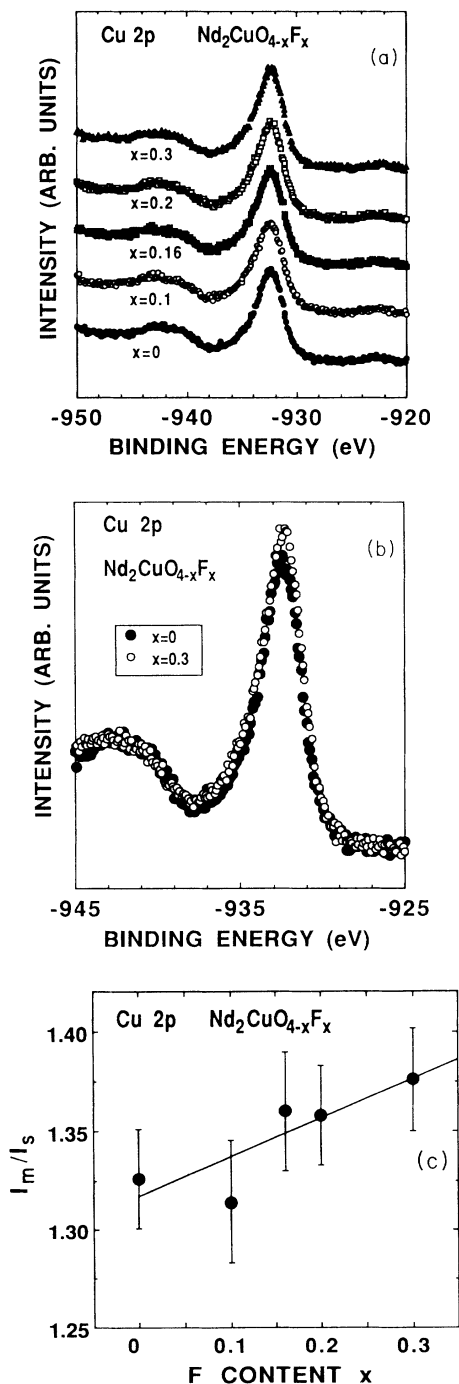 Cu 2p Nd₂CuO₄₋ₓFₓ (a)
INTENSITY (ARB. UNITS)
x=0.3
x=0.2
x=0.16
x=0.1
x=0
-950 -940 -930 -920
BINDING ENERGY (eV)
Cu 2p (b)
Nd₂CuO₄₋ₓFₓ
INTENSITY (ARB. UNITS)
x=0
x=0.3
-945 -935 -925
BINDING ENERGY (eV)
Cu 2p Nd₂CuO₄₋ₓFₓ
1.40
1.35
Iₘ/Iₛ
(c)
1.30
1.25
0 0.1 0.2 0.3
F CONTENT x